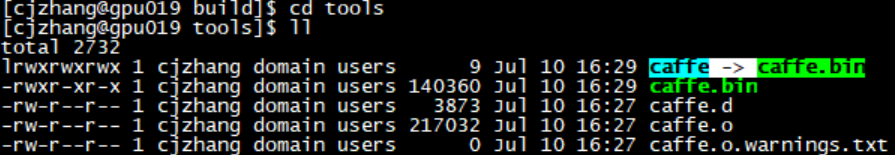 [cjzhang@gpu019 build]$ cd tools
[cjzhang@gpu019 tools]$ ll
total 2732
lrwxrwxrwx 1 cjzhang domain users      9 Jul 10 16:29 caffe -> caffe.bin
-rwxr-xr-x 1 cjzhang domain users 140360 Jul 10 16:29 caffe.bin
-rw-r--r-- 1 cjzhang domain users   3873 Jul 10 16:27 caffe.d
-rw-r--r-- 1 cjzhang domain users 217032 Jul 10 16:27 caffe.o
-rw-r--r-- 1 cjzhang domain users      0 Jul 10 16:27 caffe.o.warnings.txt